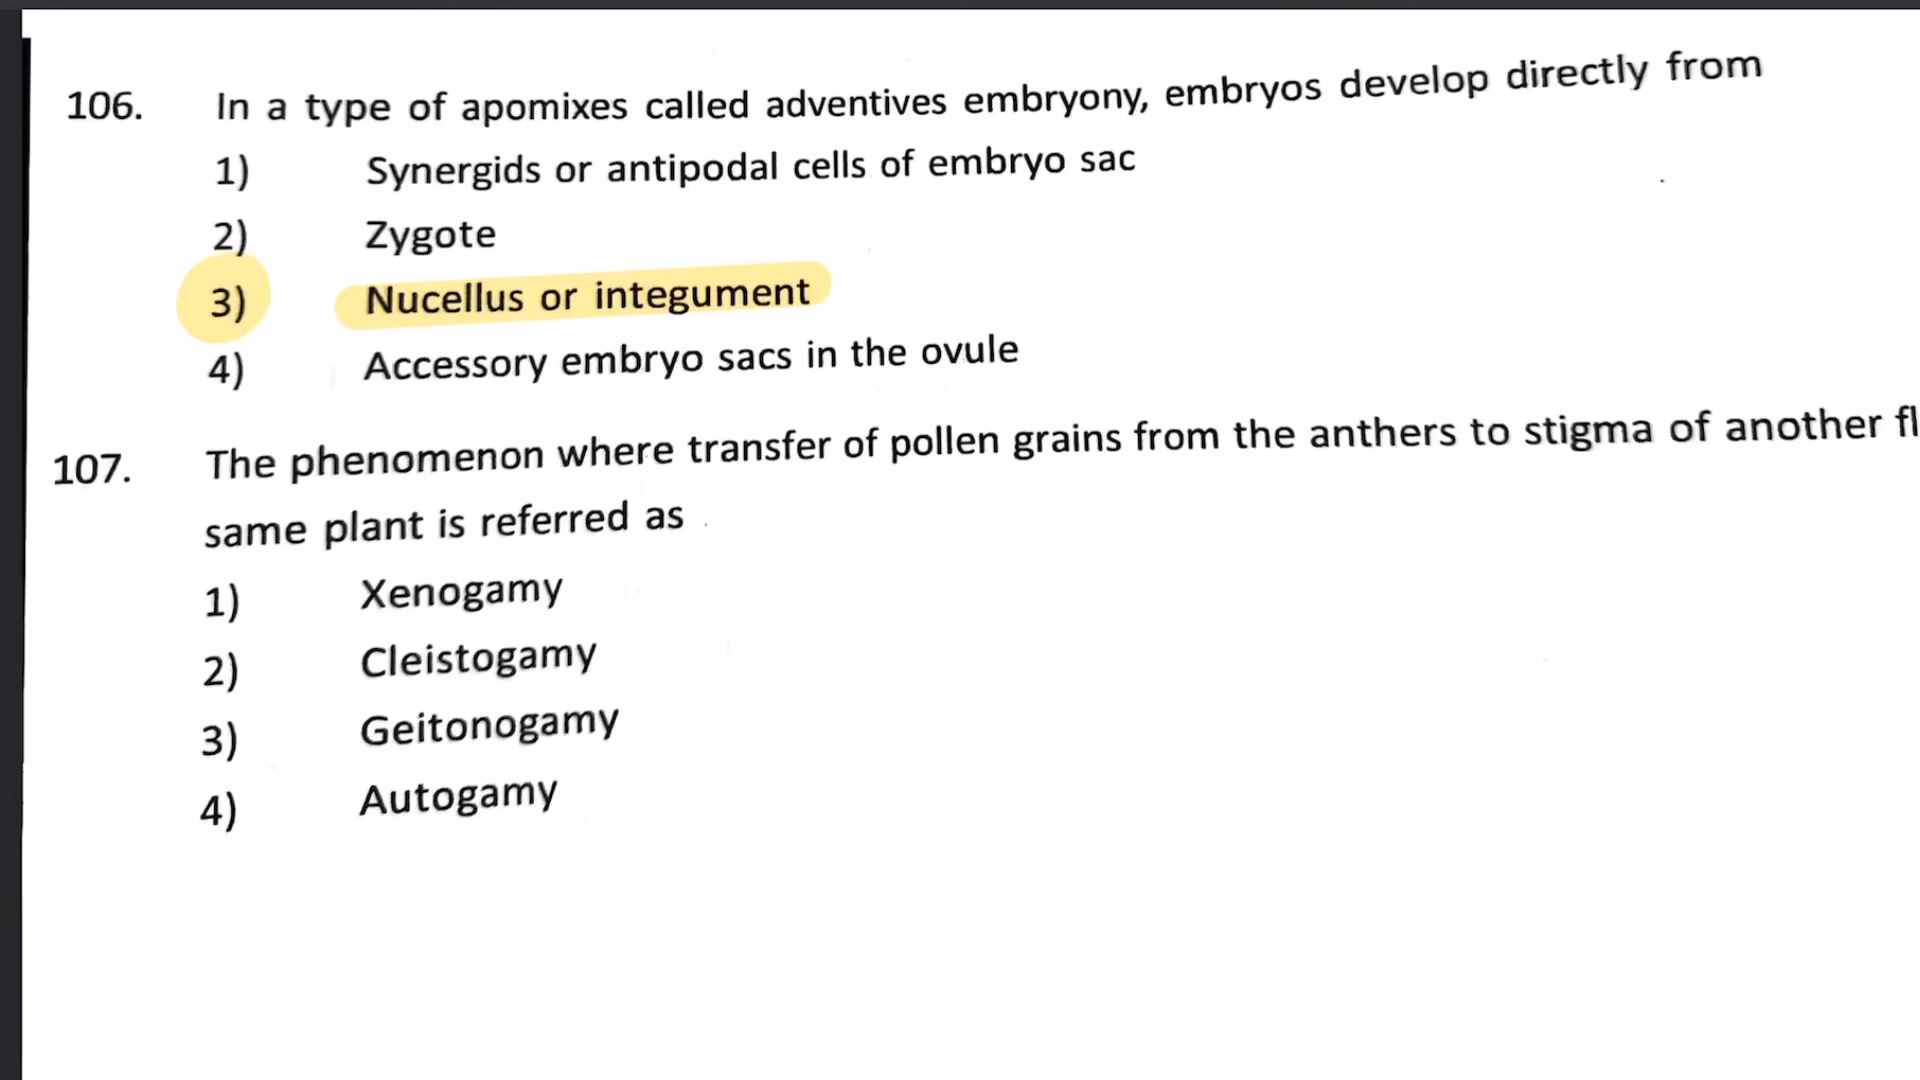 106. In a type of apomixes called adventives embryony, embryos develop directly from
1) Synergids or antipodal cells of embryo sac
2) Zygote
3) Nucellus or integument
4) Accessory embryo sacs in the ovule
107. The phenomenon where transfer of pollen grains from the anthers to stigma of another
same plant is referred as
1) Xenogamy
2) Cleistogamy
3) Geitonogamy
4) Autogamy